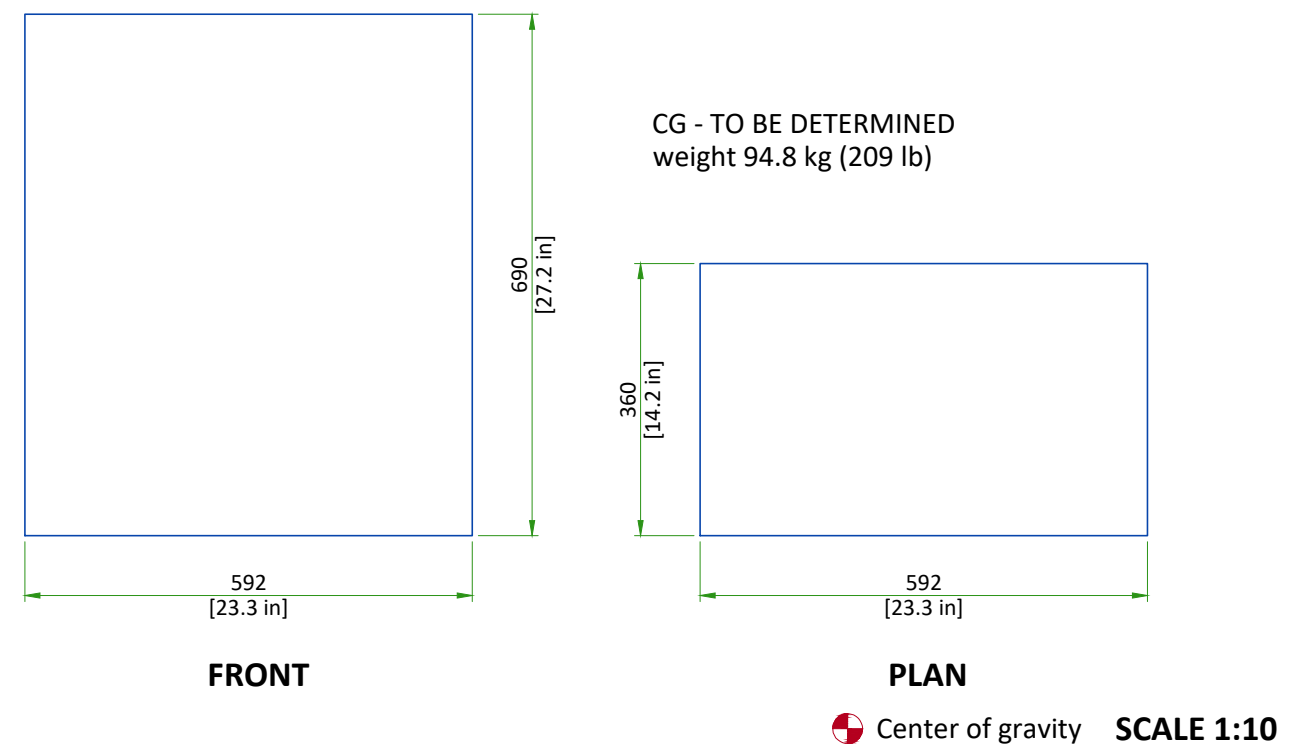 CG - TO BE DETERMINED
weight 94.8 kg (209 lb)
690
[27.2 in]
360
[14.2 in]
592
[23.3 in]
592
[23.3 in]
FRONT
PLAN
Center of gravity
SCALE 1:10